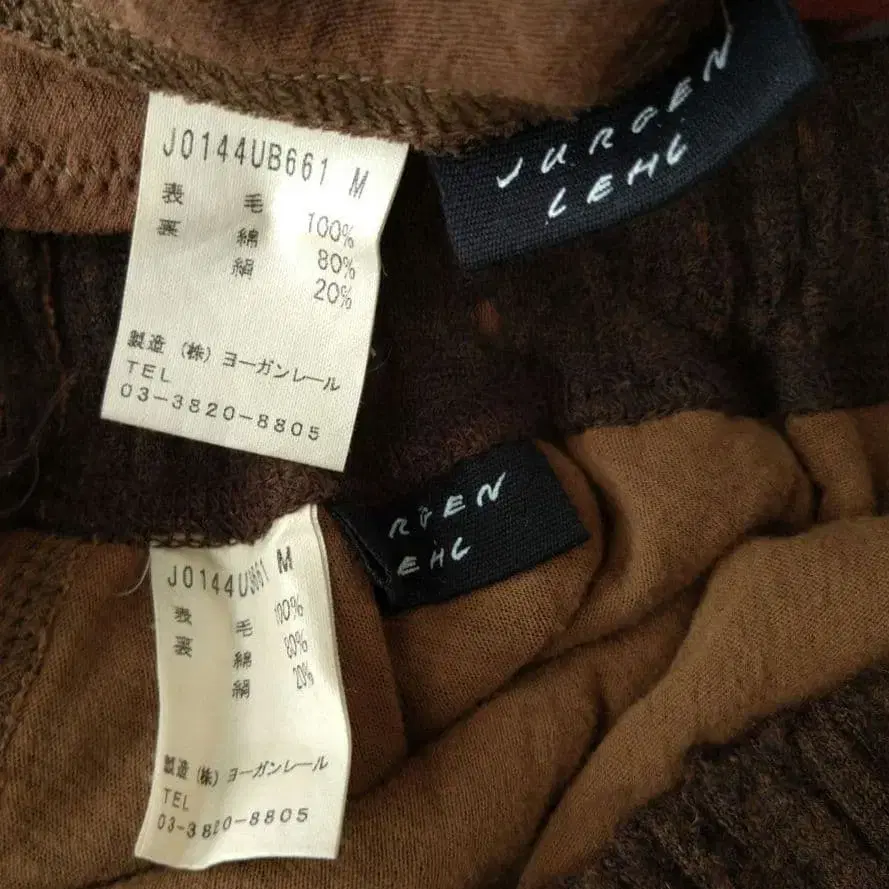 JURGEN
LEHL
J0144UB661 M
表 毛 100%
裏 綿 80%
絹 20%
製造 (株) ヨーガンレール
TEL
03-3820-8805
RGEN
EHL
J0144UB661 M
表 毛 100%
裏 綿 80%
絹 20%
製造 (株) ヨーガンレール
TEL
03-3820-8805